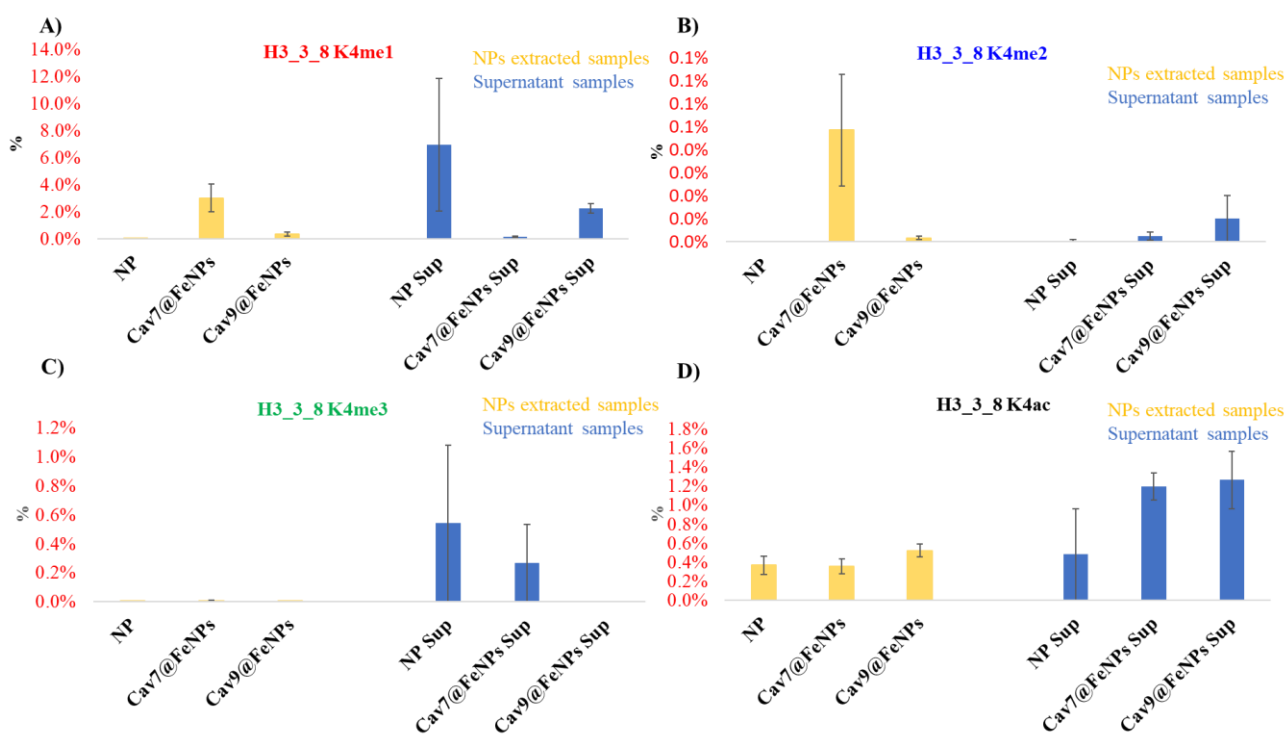 A)
H3_3_8 K4me1
NPs extracted samples
Supernatant samples
14.0%
12.0%
10.0%
8.0%
6.0%
4.0%
2.0%
0.0%
%
NP
Cav7@FeNPs
Cav9@FeNPs
NP Sup
Cav7@FeNPs Sup
Cav9@FeNPs Sup
B)
H3_3_8 K4me2
NPs extracted samples
Supernatant samples
0.1%
0.1%
0.1%
0.1%
0.0%
0.0%
0.0%
0.0%
0.0%
%
NP
Cav7@FeNPs
Cav9@FeNPs
NP Sup
Cav7@FeNPs Sup
Cav9@FeNPs Sup
C)
H3_3_8 K4me3
NPs extracted samples
Supernatant samples
1.2%
1.0%
0.8%
0.6%
0.4%
0.2%
0.0%
%
NP
Cav7@FeNPs
Cav9@FeNPs
NP Sup
Cav7@FeNPs Sup
Cav9@FeNPs Sup
D)
H3_3_8 K4ac
NPs extracted samples
Supernatant samples
1.8%
1.6%
1.4%
1.2%
1.0%
0.8%
0.6%
0.4%
0.2%
0.0%
%
NP
Cav7@FeNPs
Cav9@FeNPs
NP Sup
Cav7@FeNPs Sup
Cav9@FeNPs Sup